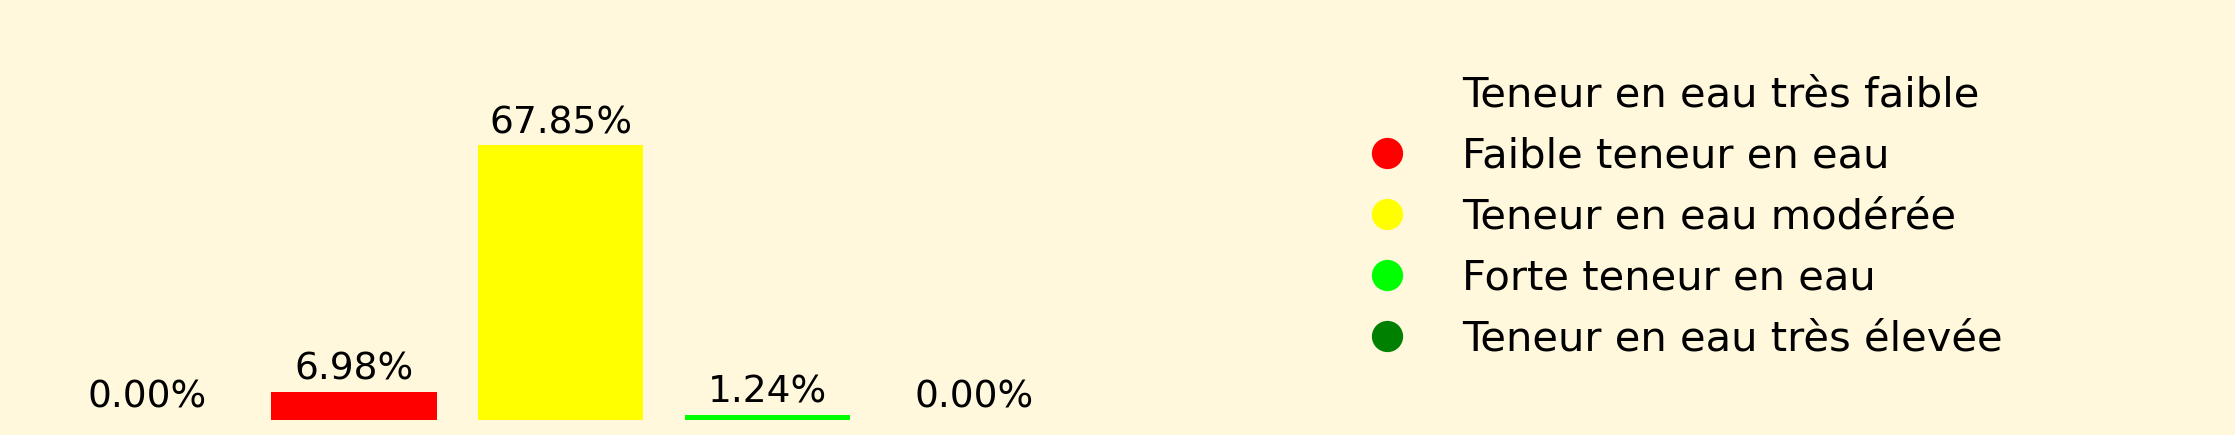 67.85%
6.98%
1.24%
0.00%
0.00%
Teneur en eau très faible
Faible teneur en eau
Teneur en eau modérée
Forte teneur en eau
Teneur en eau très élevée